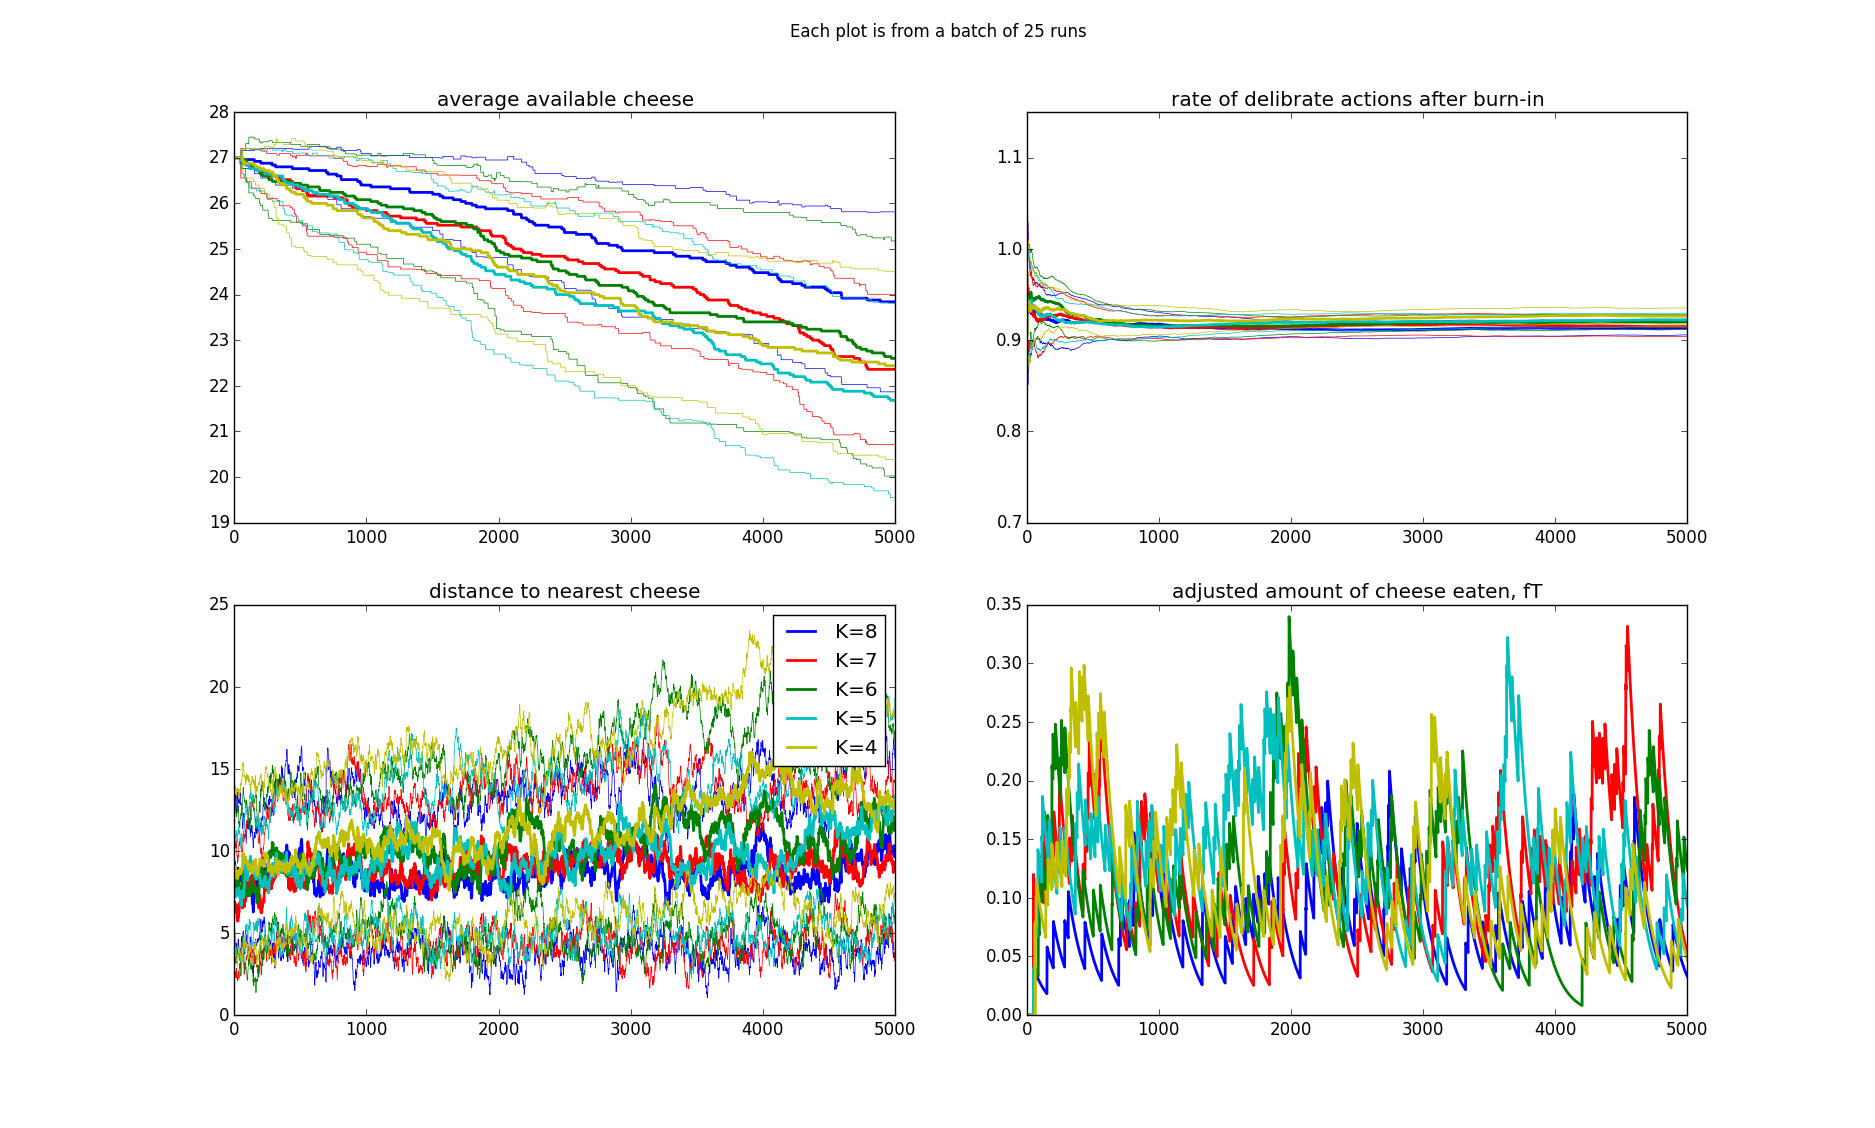 Each plot is from a batch of 25 runs
average available cheese
28
27
26
25
24
23
22
21
20
19
0 1000 2000 3000 4000 5000
rate of delibrate actions after burn-in
1.1
1.0
0.9
0.8
0.7
0 1000 2000 3000 4000 5000
distance to nearest cheese
25
20
15
10
5
0
0 1000 2000 3000 4000 5000
K=8
K=7
K=6
K=5
K=4
adjusted amount of cheese eaten, fT
0.35
0.30
0.25
0.20
0.15
0.10
0.05
0.00
0 1000 2000 3000 4000 5000